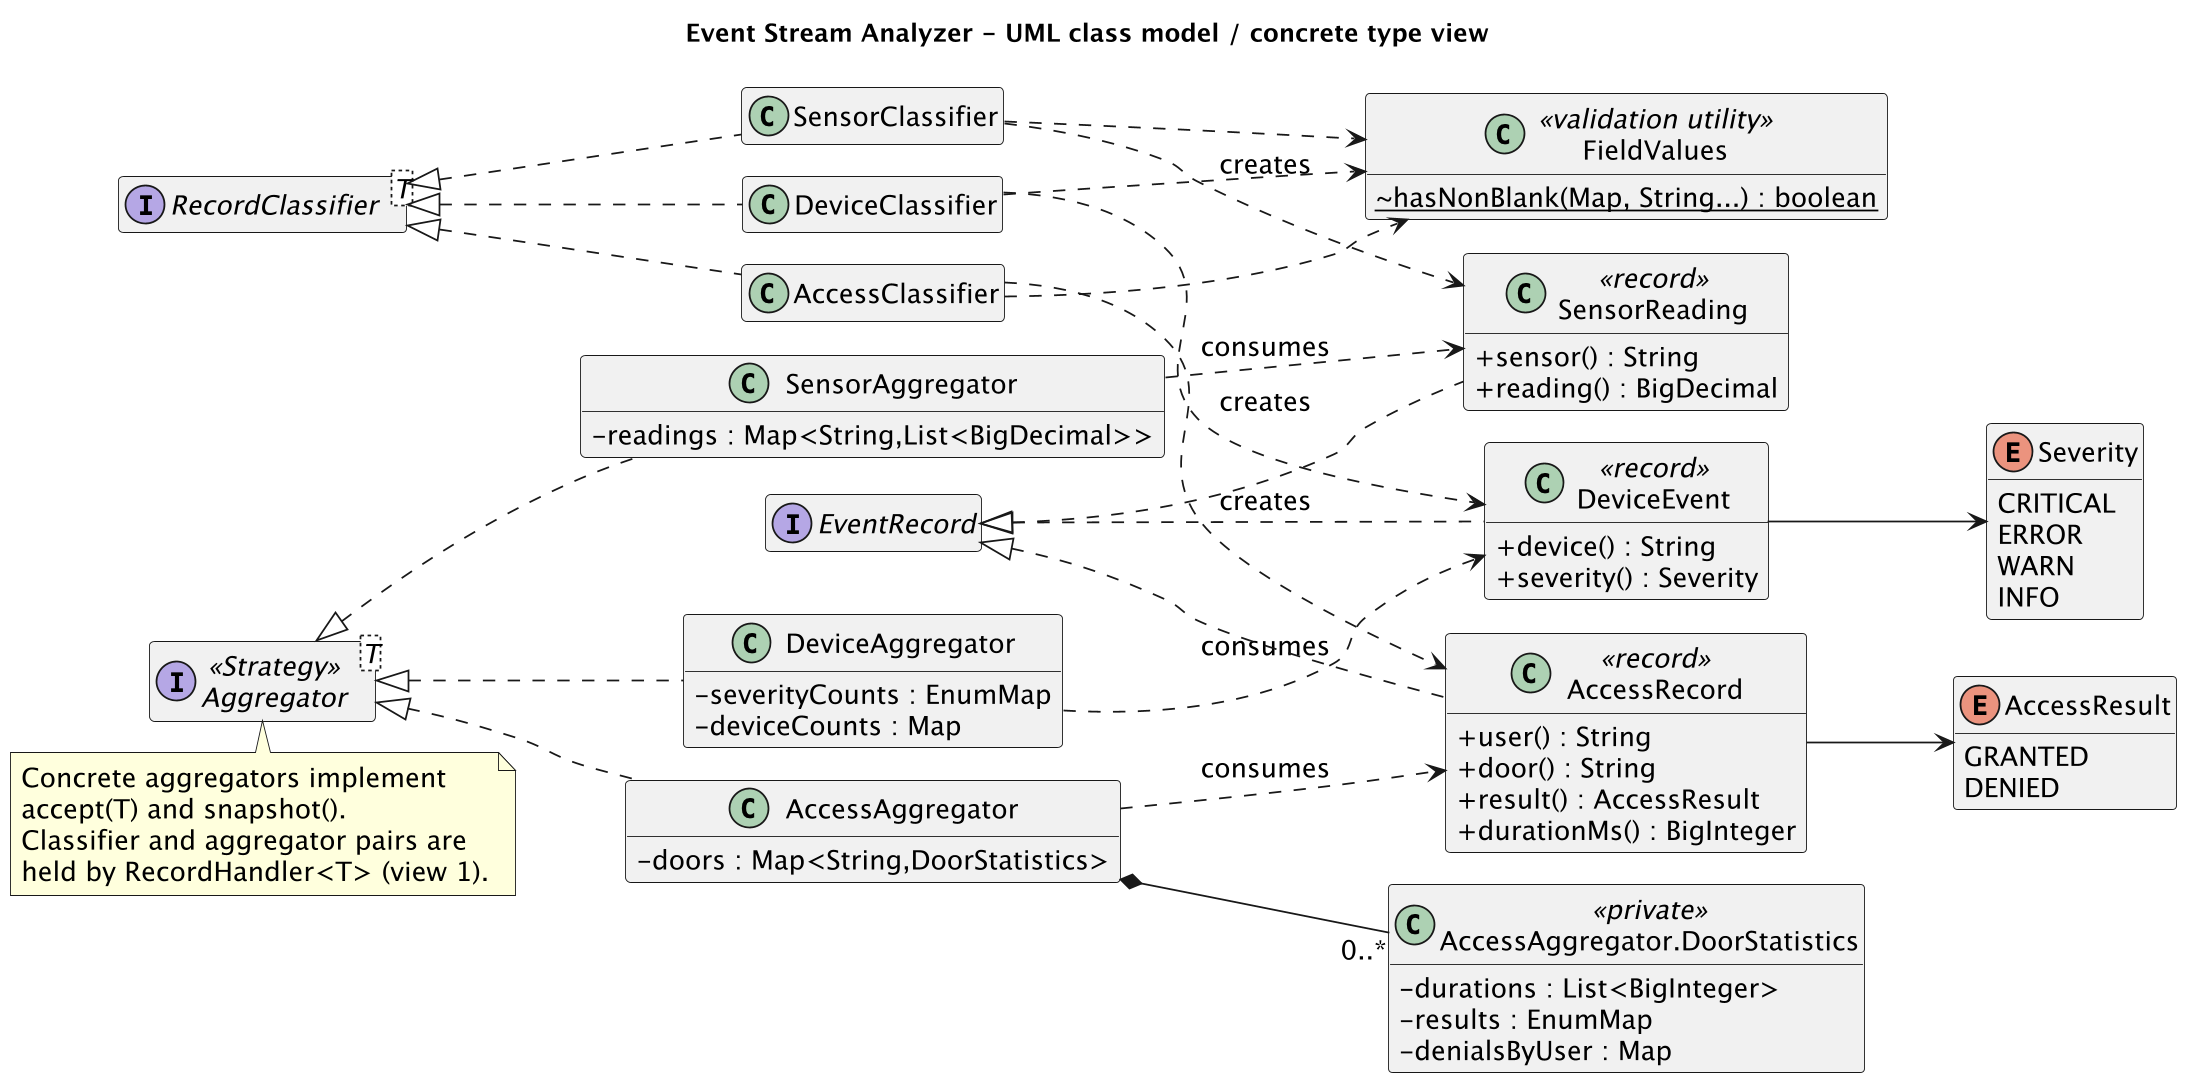 Event Stream Analyzer – UML class model / concrete type view
I RecordClassifier T
C SensorClassifier
C DeviceClassifier
C AccessClassifier
C «validation utility»
FieldValues
~hasNonBlank(Map, String...) : boolean
creates
C «record»
SensorReading
+sensor() : String
+reading() : BigDecimal
C SensorAggregator
-readings : Map<String,List<BigDecimal>>
consumes
creates
I EventRecord
creates
C «record»
DeviceEvent
+device() : String
+severity() : Severity
E Severity
CRITICAL
ERROR
WARN
INFO
I «Strategy»
Aggregator
T
C DeviceAggregator
-severityCounts : EnumMap
-deviceCounts : Map
consumes
C «record»
AccessRecord
+user() : String
+door() : String
+result() : AccessResult
+durationMs() : BigInteger
E AccessResult
GRANTED
DENIED
Concrete aggregators implement
accept(T) and snapshot().
Classifier and aggregator pairs are
held by RecordHandler<T> (view 1).
C AccessAggregator
-doors : Map<String,DoorStatistics>
consumes
0..*
C «private»
AccessAggregator.DoorStatistics
-durations : List<BigInteger>
-results : EnumMap
-denialsByUser : Map